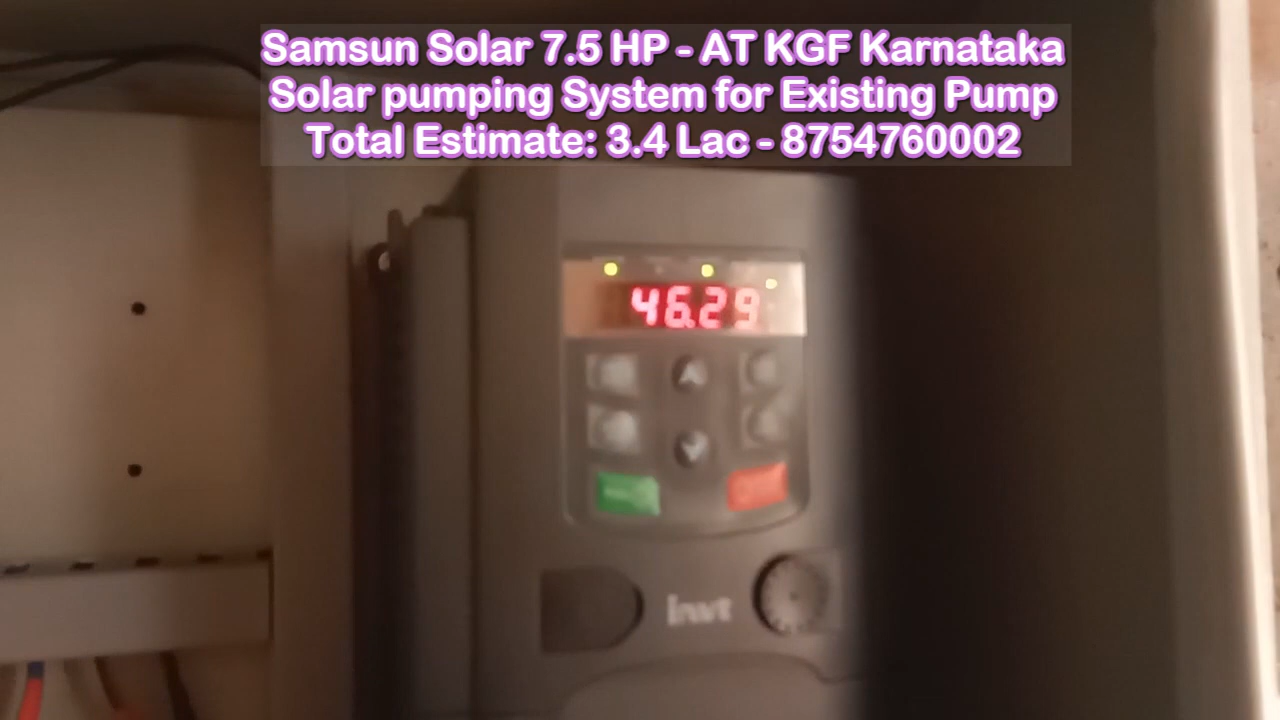 Samsun Solar 7.5 HP - AT KGF Karnataka
Solar pumping System for Existing Pump
Total Estimate: 3.4 Lac - 8754760002
46.29
invt